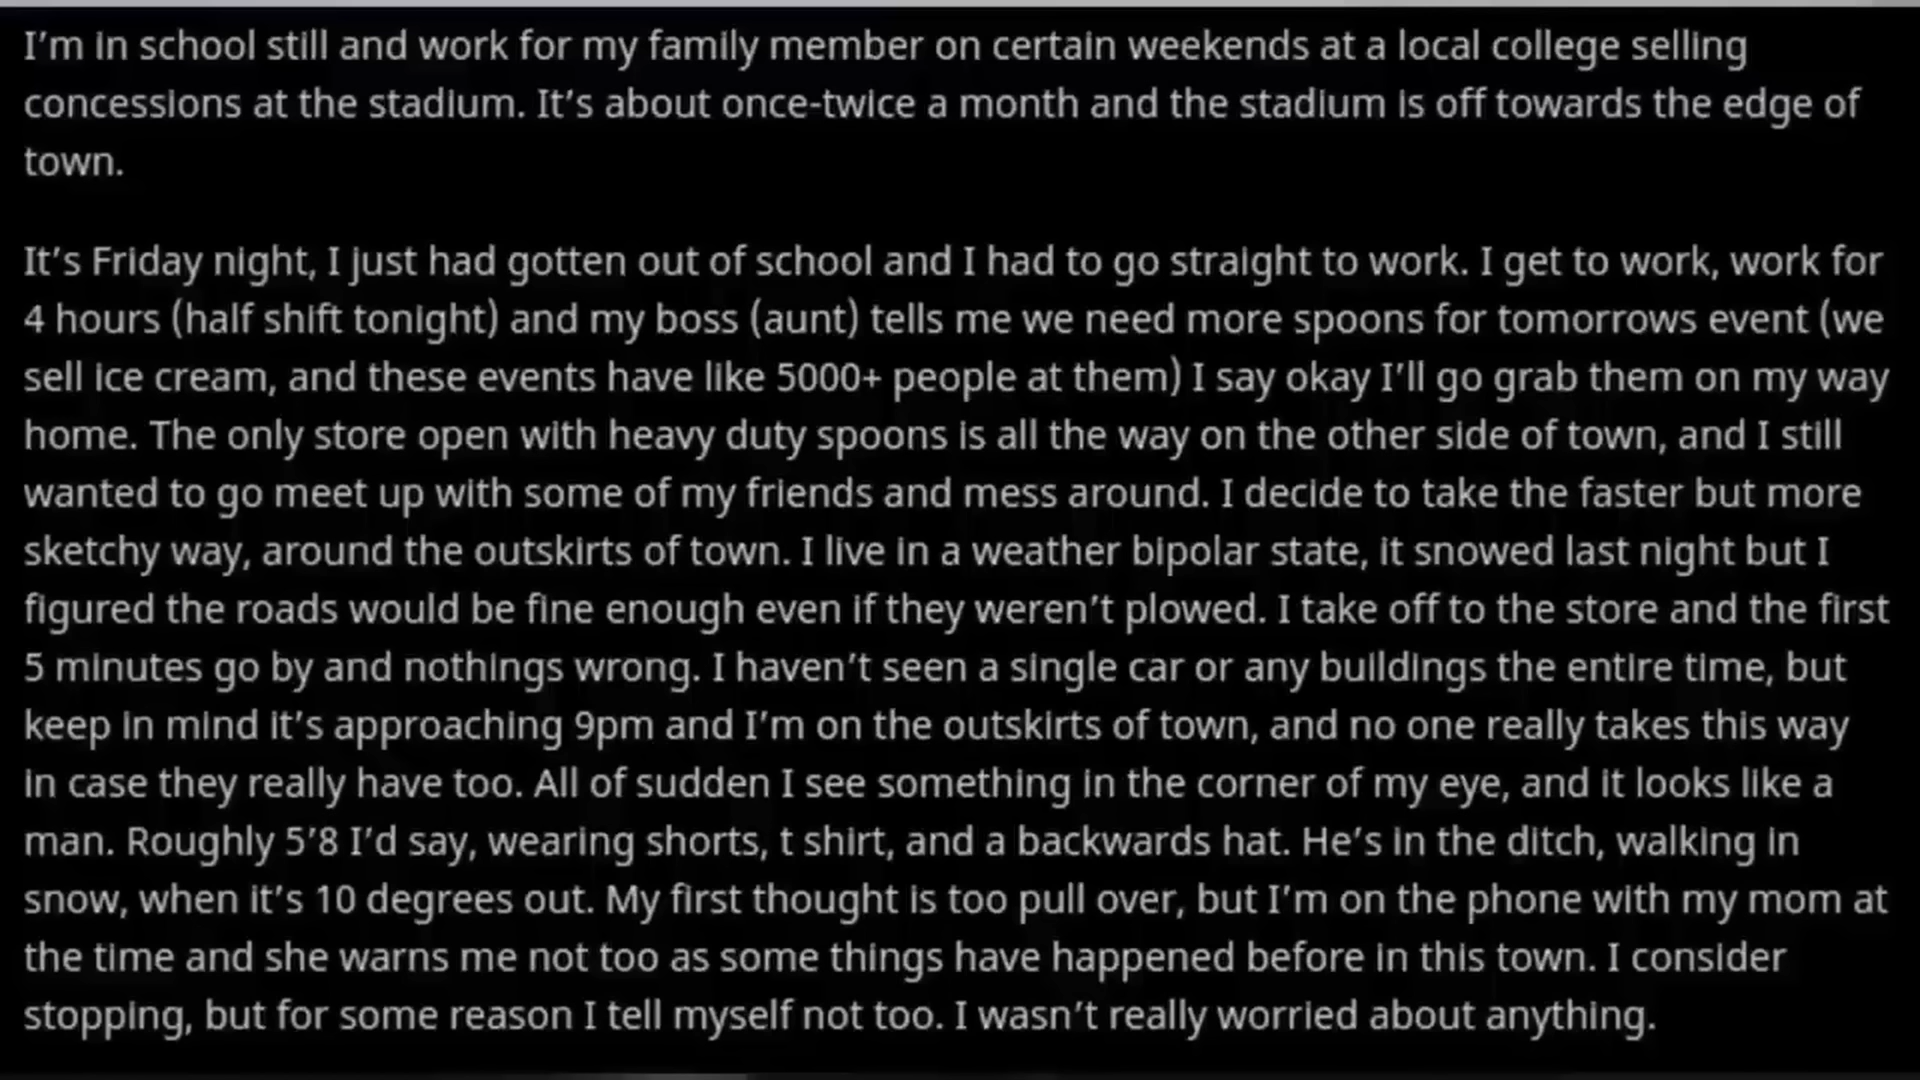 I’m in school still and work for my family member on certain weekends at a local college selling
concessions at the stadium. It’s about once-twice a month and the stadium is off towards the edge of
town.
It’s Friday night, I just had gotten out of school and I had to go straight to work. I get to work, work for
4 hours (half shift tonight) and my boss (aunt) tells me we need more spoons for tomorrows event (we
sell ice cream, and these events have like 5000+ people at them) I say okay I’ll go grab them on my way
home. The only store open with heavy duty spoons is all the way on the other side of town, and I still
wanted to go meet up with some of my friends and mess around. I decide to take the faster but more
sketchy way, around the outskirts of town. I live in a weather bipolar state, it snowed last night but I
figured the roads would be fine enough even if they weren’t plowed. I take off to the store and the first
5 minutes go by and nothings wrong. I haven’t seen a single car or any buildings the entire time, but
keep in mind it’s approaching 9pm and I’m on the outskirts of town, and no one really takes this way
in case they really have too. All of sudden I see something in the corner of my eye, and it looks like a
man. Roughly 5’8 I’d say, wearing shorts, t shirt, and a backwards hat. He’s in the ditch, walking in
snow, when it’s 10 degrees out. My first thought is too pull over, but I’m on the phone with my mom at
the time and she warns me not too as some things have happened before in this town. I consider
stopping, but for some reason I tell myself not too. I wasn’t really worried about anything.